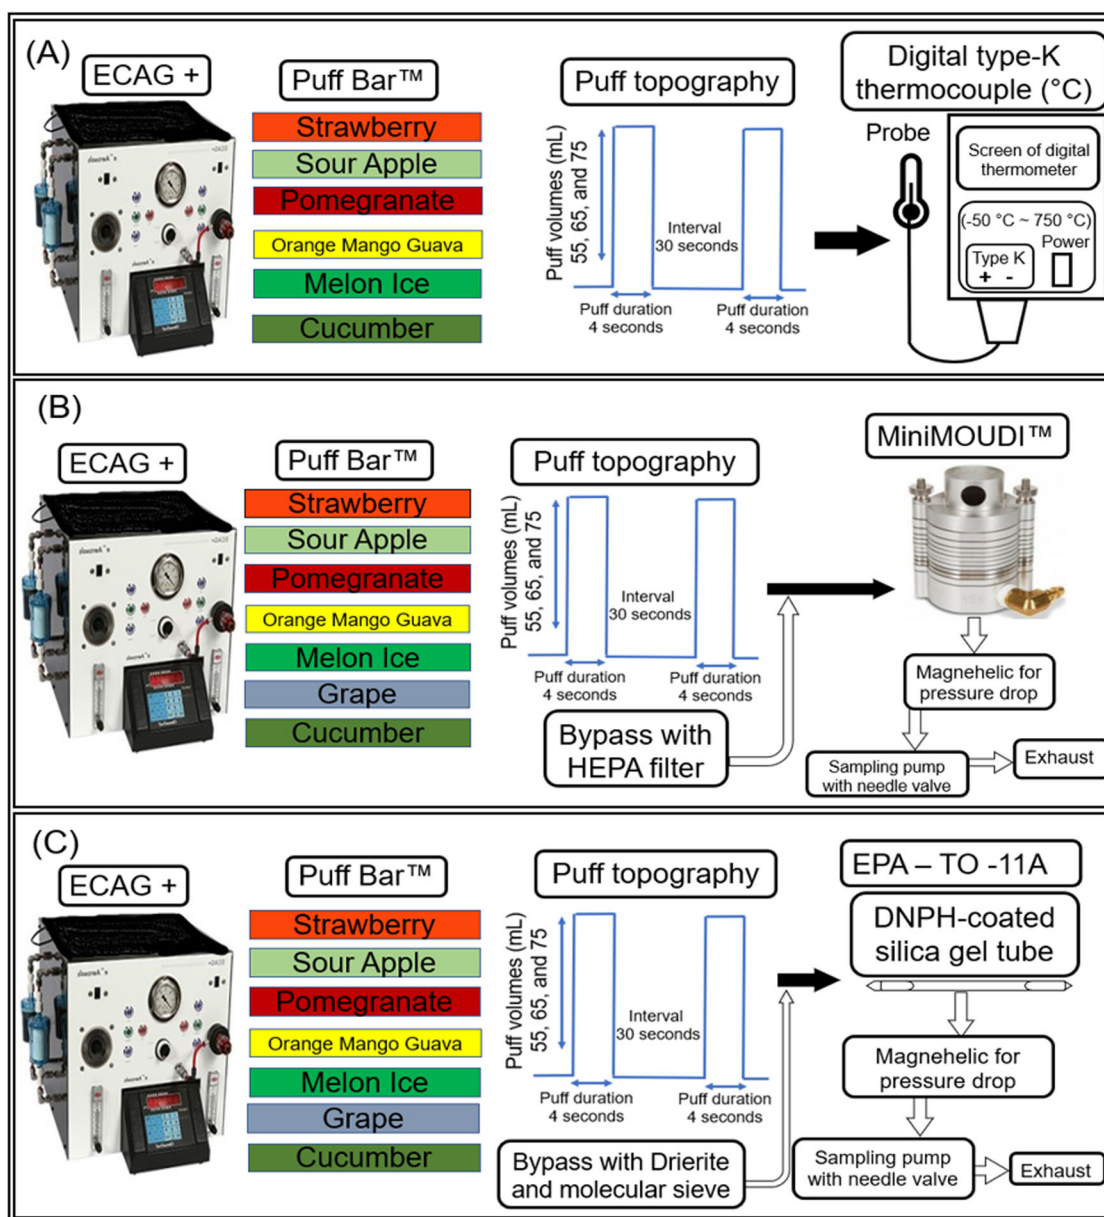 (A)
ECAG +
Puff Bar™
Strawberry
Sour Apple
Pomegranate
Orange Mango Guava
Melon Ice
Cucumber
Puff topography
Puff volumes (mL)
55, 65, and 75
Interval
30 seconds
Puff duration
4 seconds
Puff duration
4 seconds
Digital type-K
thermocouple (°C)
Probe
Screen of digital
thermometer
(-50 °C ~ 750 °C)
Type K
+ -
Power
(B)
ECAG +
Puff Bar™
Strawberry
Sour Apple
Pomegranate
Orange Mango Guava
Melon Ice
Grape
Cucumber
Puff topography
Puff volumes (mL)
55, 65, and 75
Interval
30 seconds
Puff duration
4 seconds
Puff duration
4 seconds
Bypass with
HEPA filter
MiniMOUDI™
Magnehelic for
pressure drop
Sampling pump
with needle valve
Exhaust
(C)
ECAG +
Puff Bar™
Strawberry
Sour Apple
Pomegranate
Orange Mango Guava
Melon Ice
Grape
Cucumber
Puff topography
Puff volumes (mL)
55, 65, and 75
Interval
30 seconds
Puff duration
4 seconds
Puff duration
4 seconds
Bypass with Drierite
and molecular sieve
EPA – TO -11A
DNPH-coated
silica gel tube
Magnehelic for
pressure drop
Sampling pump
with needle valve
Exhaust